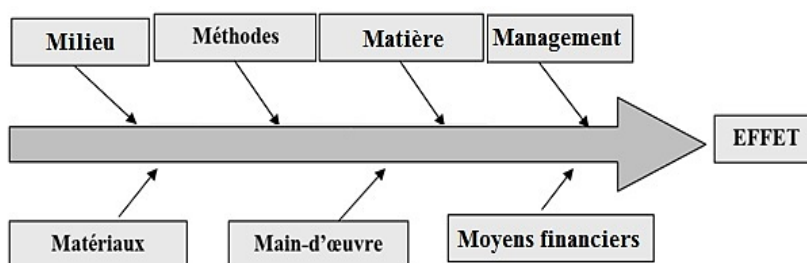 Milieu
Méthodes
Matière
Management
EFFET
Matériaux
Main-d'œuvre
Moyens financiers